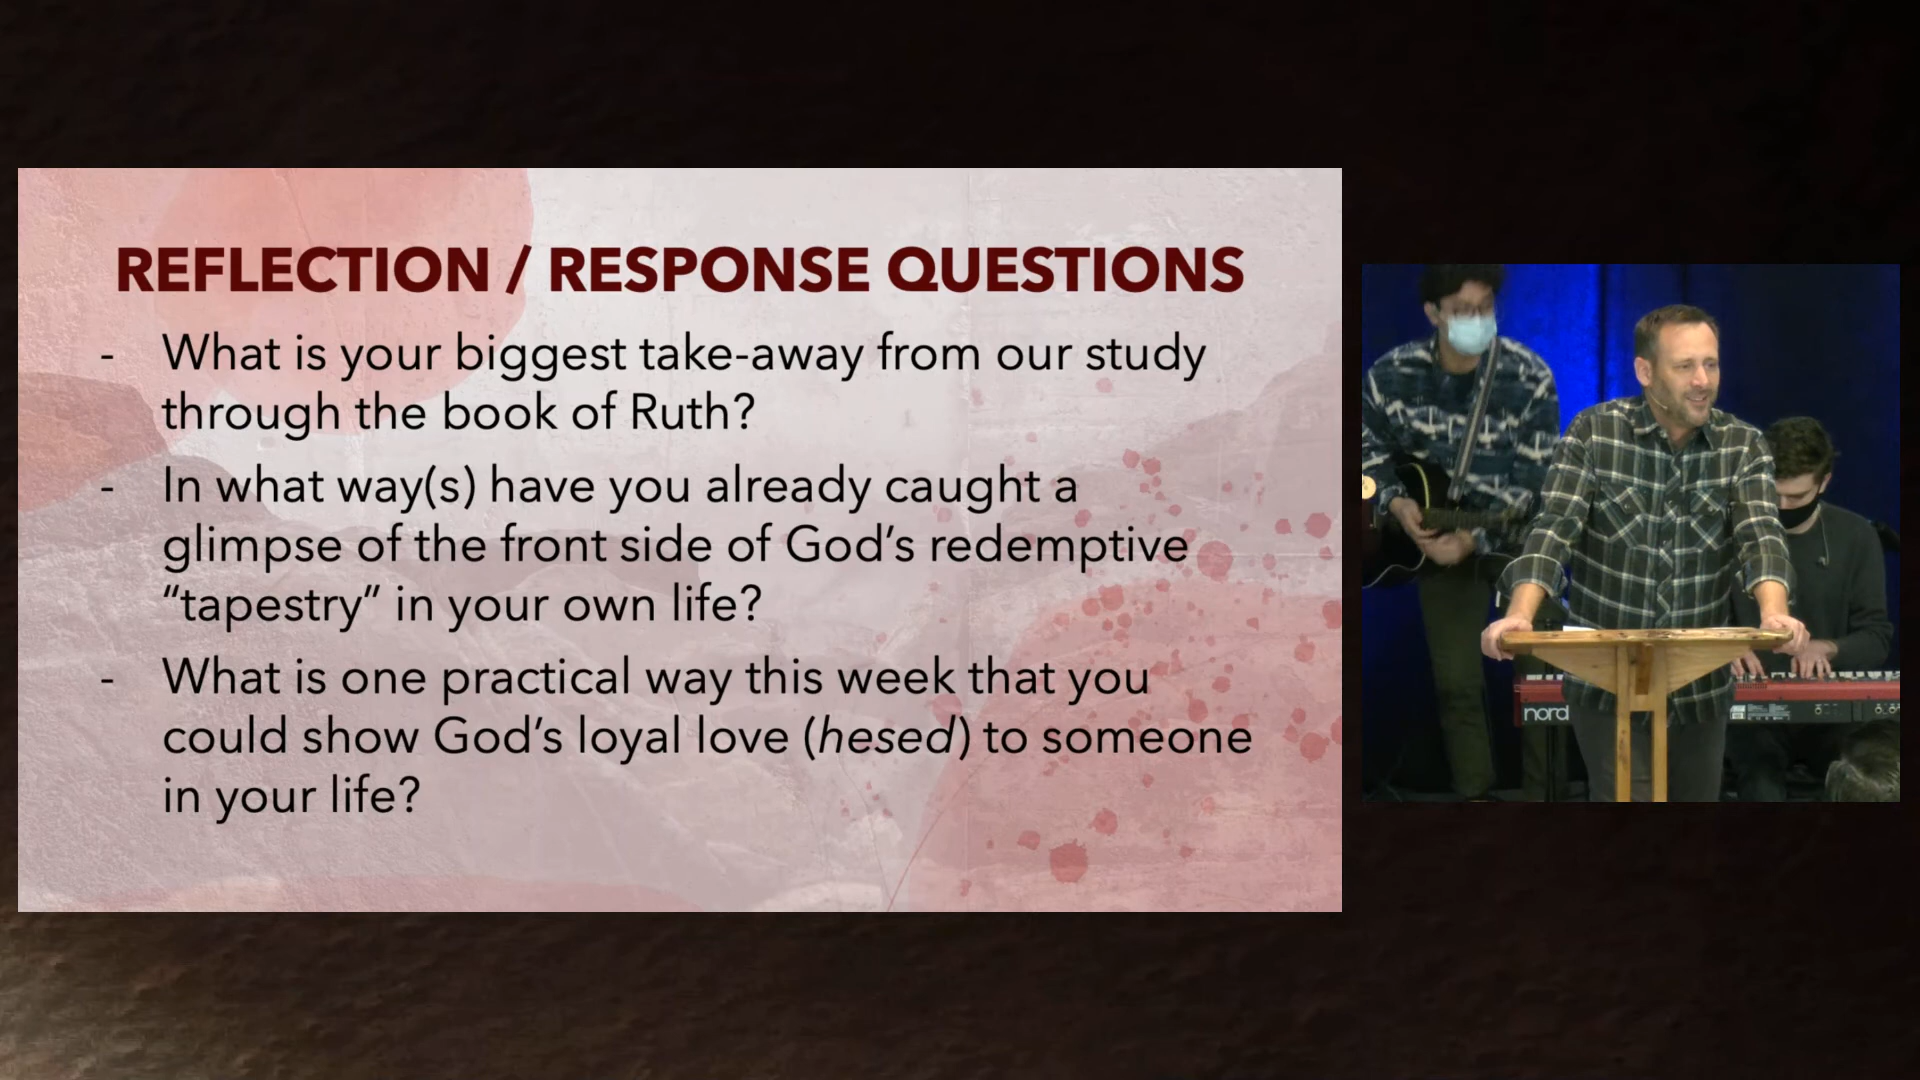 REFLECTION / RESPONSE QUESTIONS
- What is your biggest take-away from our study
through the book of Ruth?
- In what way(s) have you already caught a
glimpse of the front side of God’s redemptive
“tapestry” in your own life?
- What is one practical way this week that you
could show God’s loyal love (hesed) to someone
in your life?
nord